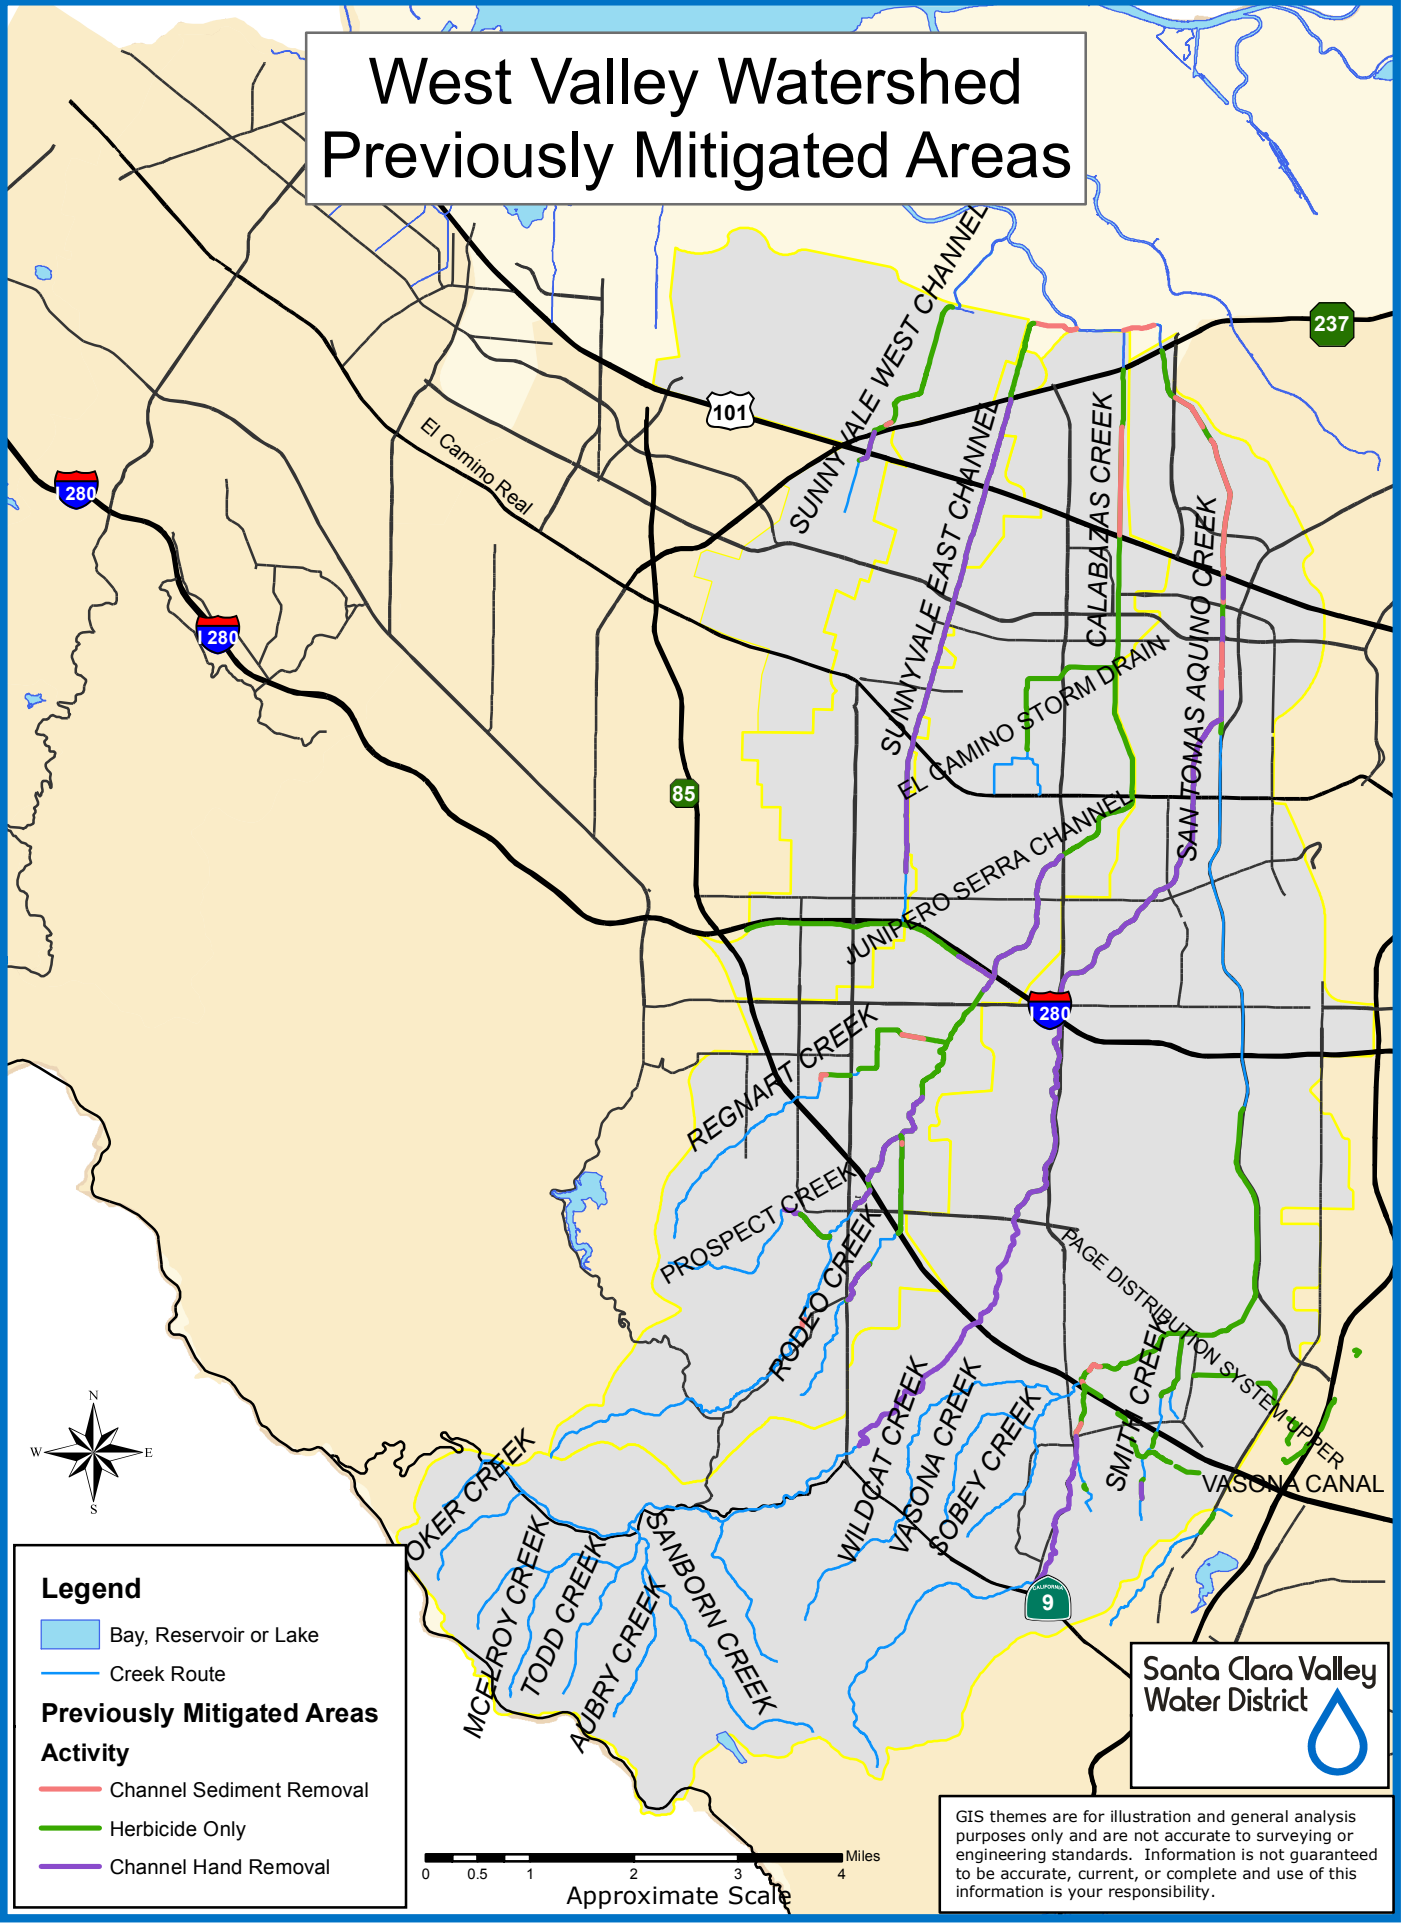 West Valley Watershed
Previously Mitigated Areas
SUNNYVALE WEST CHANNEL
237
101
El Camino Real
SUNNYVALE EAST CHANNEL
CALABAZAS CREEK
I 280
SAN TOMAS AQUINO CREEK
I 280
EL CAMINO STORM DRAIN
85
JUNIPERO SERRA CHANNEL
I 280
REGNART CREEK
PROSPECT CREEK
RODEO CREEK
PAGE DISTRIBUTION SYSTEM UPPER
SMITH CREEK
WILDCAT CREEK
VASONA CREEK
SOBEY CREEK
VASONA CANAL
N
W
E
S
OKER CREEK
MCELROY CREEK
TODD CREEK
AUBRY CREEK
SANBORN CREEK
CALIFORNIA
9
Legend
Bay, Reservoir or Lake
Creek Route
Previously Mitigated Areas
Activity
Channel Sediment Removal
Herbicide Only
Channel Hand Removal
0 0.5 1 2 3 4 Miles
Approximate Scale
Santa Clara Valley
Water District
GIS themes are for illustration and general analysis
purposes only and are not accurate to surveying or
engineering standards. Information is not guaranteed
to be accurate, current, or complete and use of this
information is your responsibility.